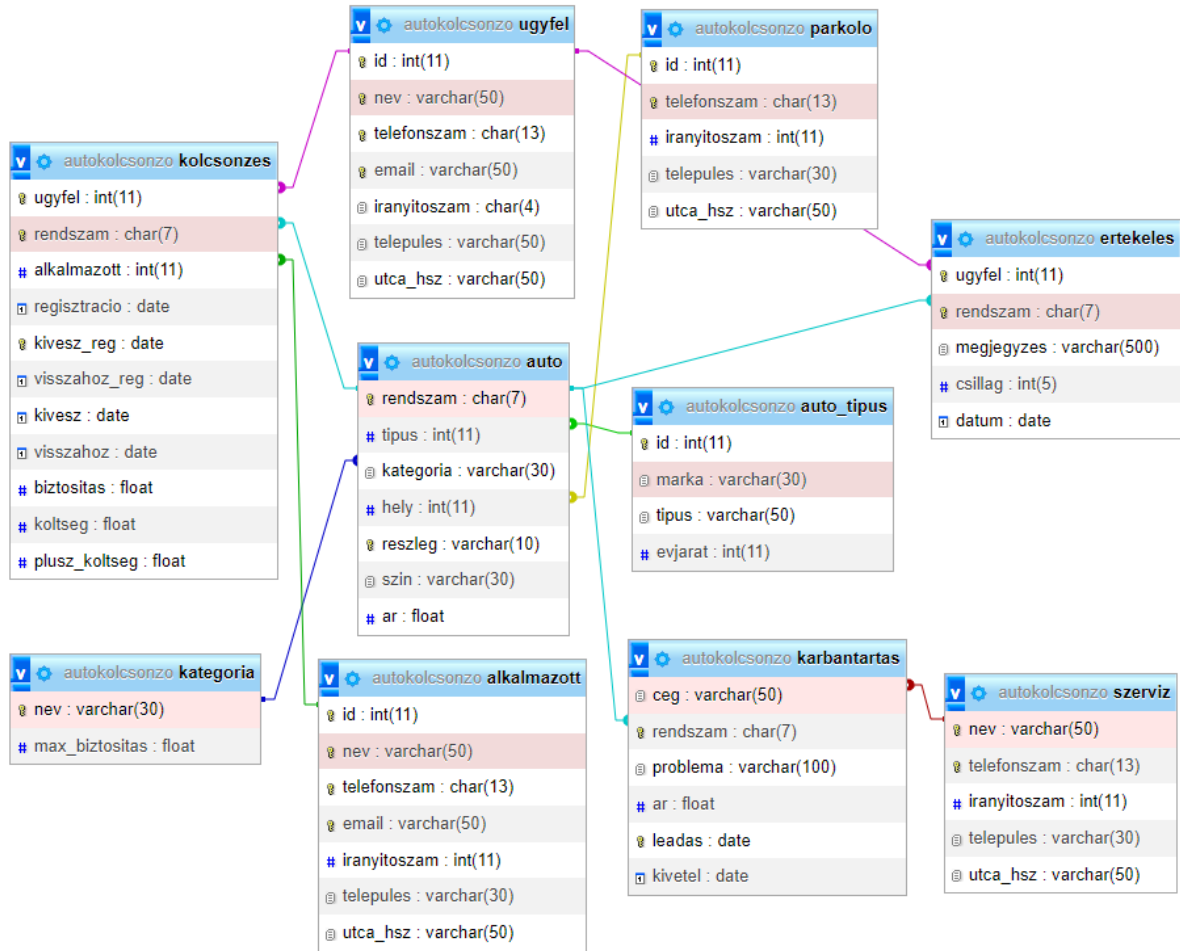 autokolcsonzo ugyfel
id : int(11)
nev : varchar(50)
telefonszam : char(13)
email : varchar(50)
iranyitoszam : char(4)
telepules : varchar(50)
utca_hsz : varchar(50)
autokolcsonzo parkolo
id : int(11)
telefonszam : char(13)
iranyitoszam : int(11)
telepules : varchar(30)
utca_hsz : varchar(50)
autokolcsonzo kolcsonzes
ugyfel : int(11)
rendszam : char(7)
alkalmazott : int(11)
regisztracio : date
kivesz_reg : date
visszahoz_reg : date
kivesz : date
visszahoz : date
biztositas : float
koltseg : float
plusz_koltseg : float
autokolcsonzo ertekeles
ugyfel : int(11)
rendszam : char(7)
megjegyzes : varchar(500)
csillag : int(5)
datum : date
autokolcsonzo auto
rendszam : char(7)
tipus : int(11)
kategoria : varchar(30)
hely : int(11)
reszleg : varchar(10)
szin : varchar(30)
ar : float
autokolcsonzo auto_tipus
id : int(11)
marka : varchar(30)
tipus : varchar(50)
evjarat : int(11)
autokolcsonzo kategoria
nev : varchar(30)
max_biztositas : float
autokolcsonzo alkalmazott
id : int(11)
nev : varchar(50)
telefonszam : char(13)
email : varchar(50)
iranyitoszam : int(11)
telepules : varchar(30)
utca_hsz : varchar(50)
autokolcsonzo karbantartas
ceg : varchar(50)
rendszam : char(7)
problema : varchar(100)
ar : float
leadas : date
kivetel : date
autokolcsonzo szerviz
nev : varchar(50)
telefonszam : char(13)
iranyitoszam : int(11)
telepules : varchar(30)
utca_hsz : varchar(50)